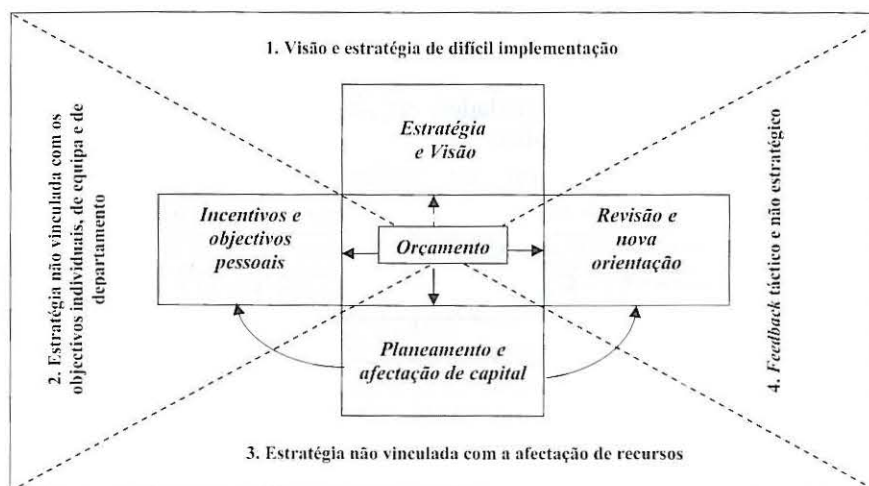 1. Visão e estratégia de difícil implementação
Estratégia
e Visão
2. Estratégia não vinculada com os
objectivos individuais, de equipa e de
departamento
Incentivos e
objectivos
pessoais
Orçamento
Revisão e
nova
orientação
4. Feedback táctico e não estratégico
Planeamento e
afectação de capital
3. Estratégia não vinculada com a afectação de recursos